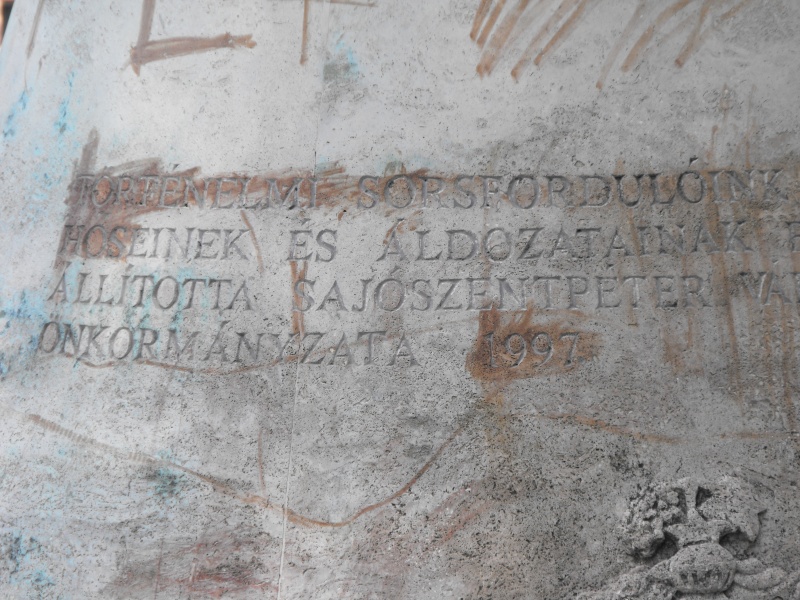 TÖRTÉNELMI SORSFORDULÓINK
HŐSEINEK ÉS ÁLDOZATAINAK
ÁLLÍTOTTA SAJÓSZENTPÉTER
ÖNKORMÁNYZATA 1997